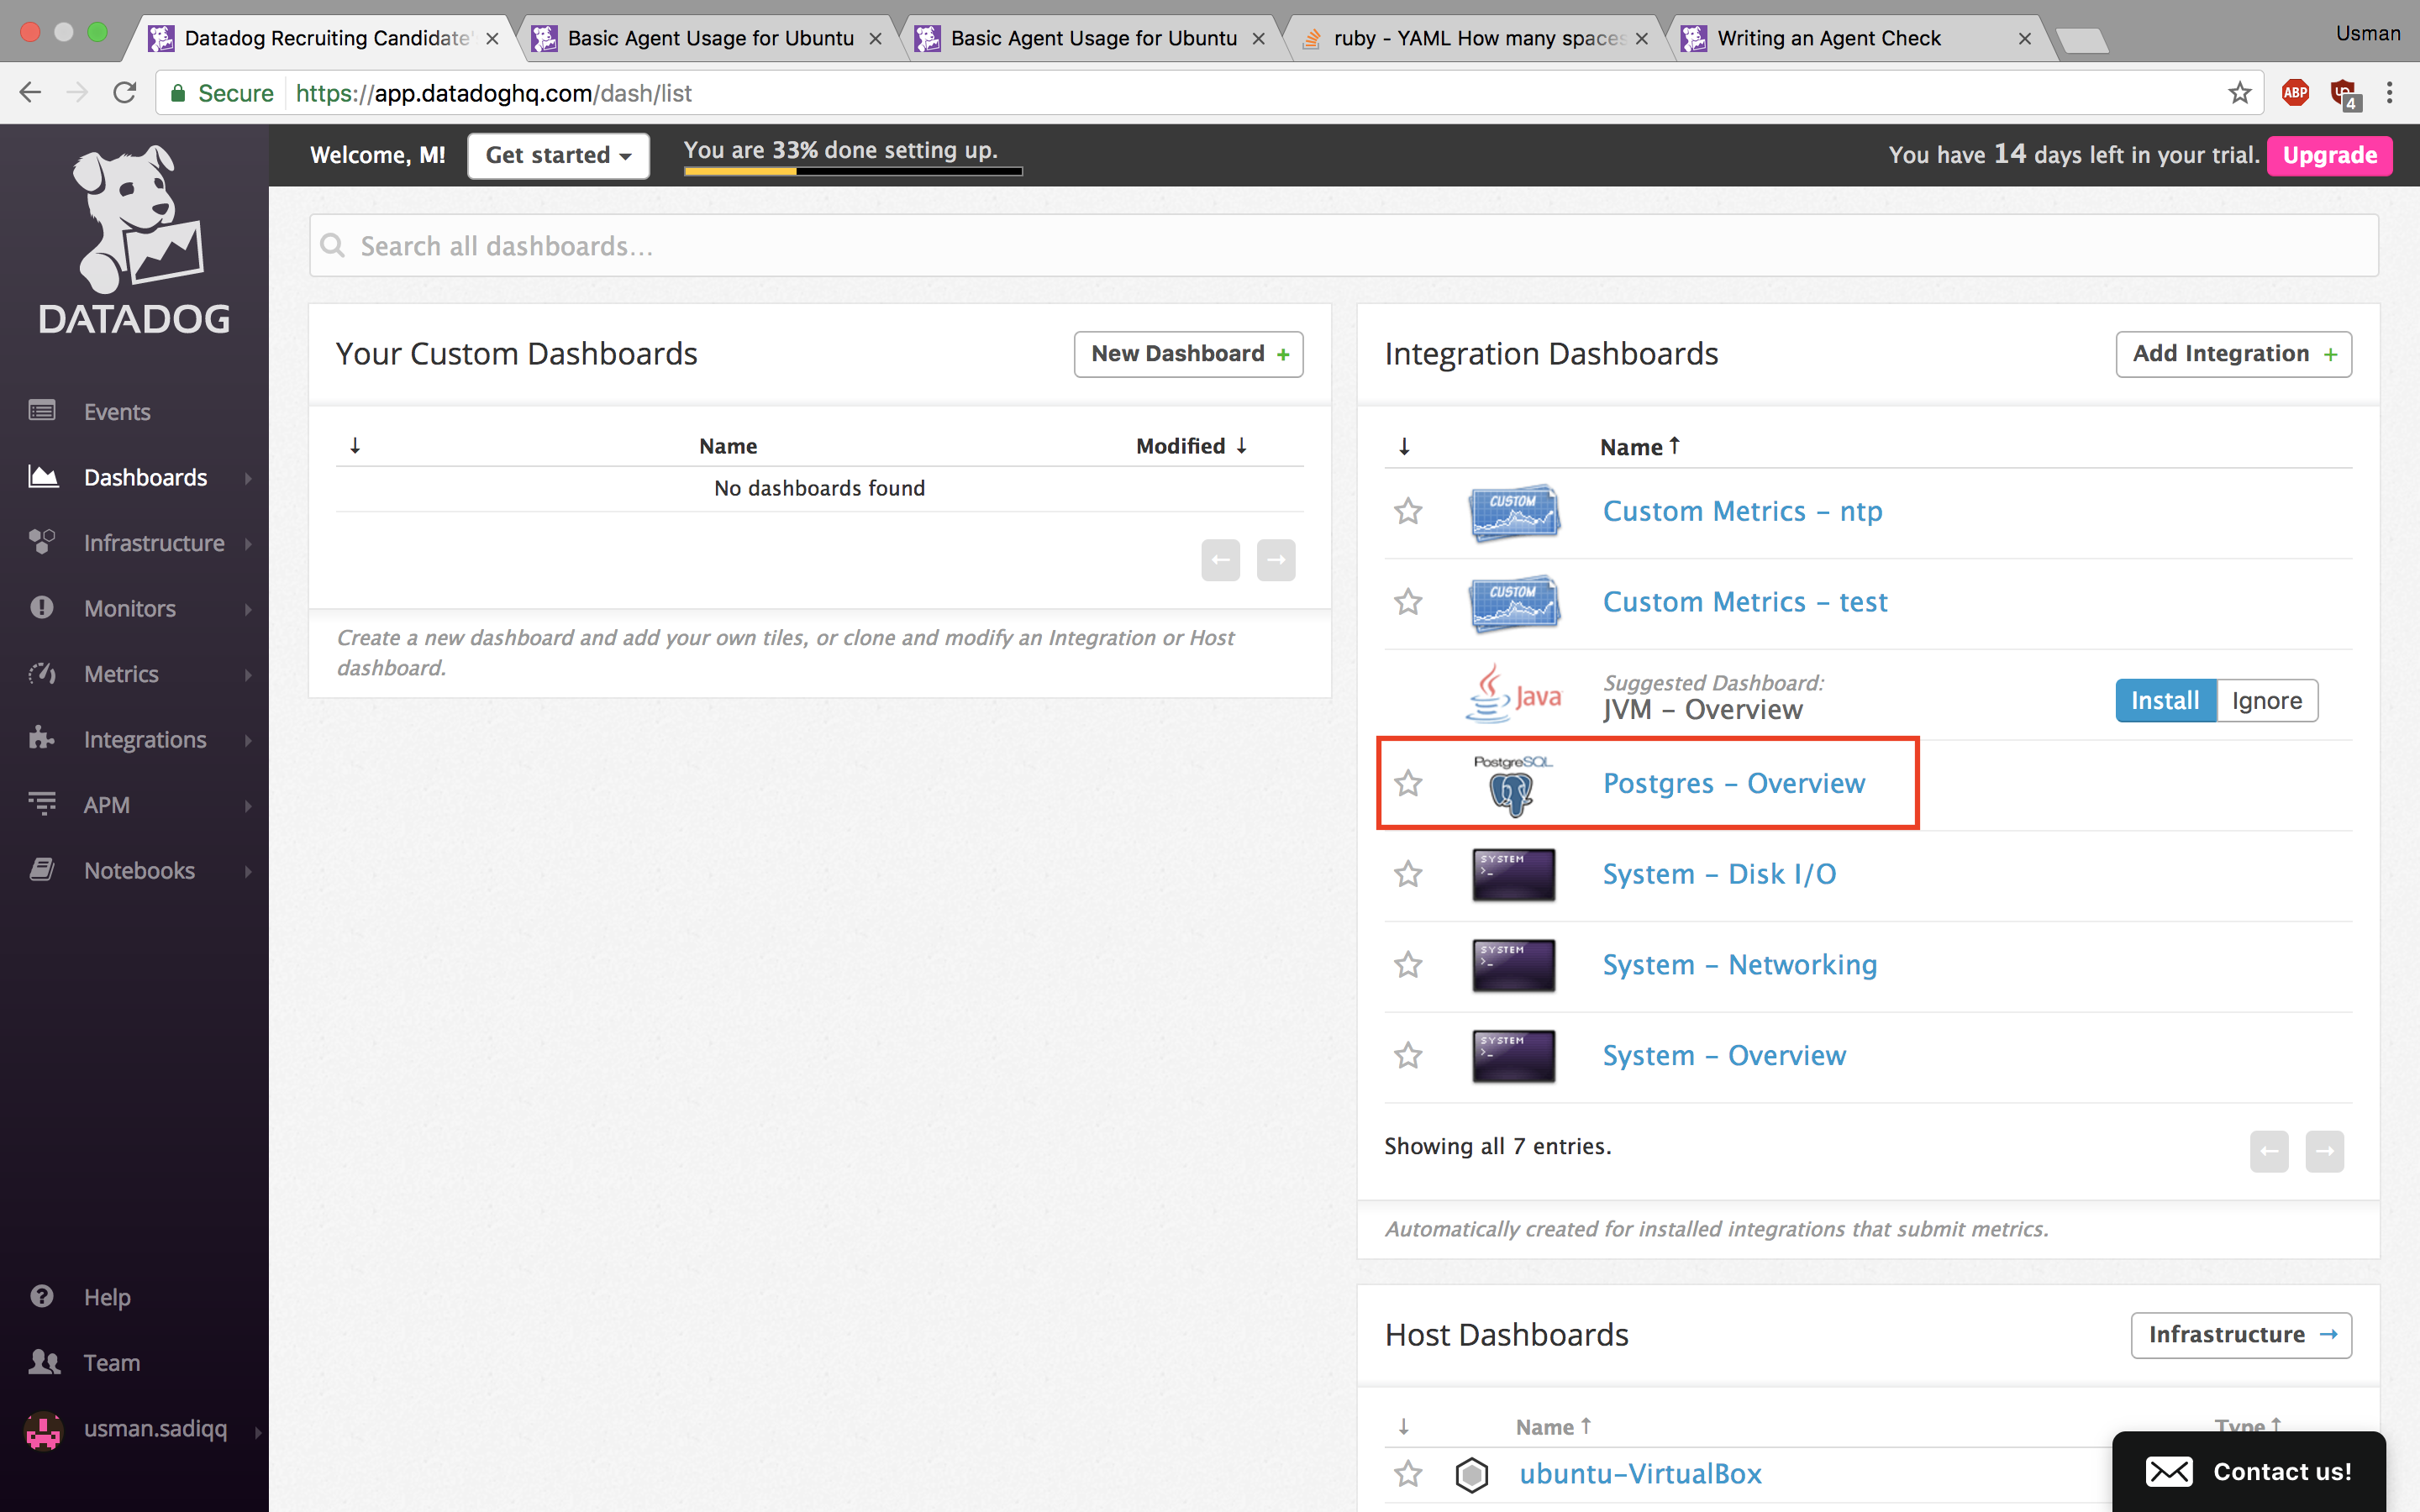 Datadog Recruiting Candidate'
Basic Agent Usage for Ubuntu
Basic Agent Usage for Ubuntu
ruby - YAML How many spaces
Writing an Agent Check
Usman
Secure
https://app.datadoghq.com/dash/list
ABP
4
Welcome, M!
Get started
You are 33% done setting up.
You have 14 days left in your trial.
Upgrade
DATADOG
Events
Dashboards
Infrastructure
Monitors
Metrics
Integrations
APM
Notebooks
Help
Team
usman.sadiqq
Search all dashboards...
Your Custom Dashboards
New Dashboard +
↓ Name Modified ↓
No dashboards found
← →
Create a new dashboard and add your own tiles, or clone and modify an Integration or Host
dashboard.
Integration Dashboards
Add Integration +
↓ Name ↑
CUSTOM
Custom Metrics - ntp
CUSTOM
Custom Metrics - test
Java
Suggested Dashboard:
JVM - Overview
Install
Ignore
PostgreSQL
Postgres - Overview
SYSTEM
>_
System - Disk I/O
SYSTEM
>_
System - Networking
SYSTEM
>_
System - Overview
Showing all 7 entries.
← →
Automatically created for installed integrations that submit metrics.
Host Dashboards
Infrastructure →
↓ Name ↑ Type ↑
ubuntu-VirtualBox
Contact us!